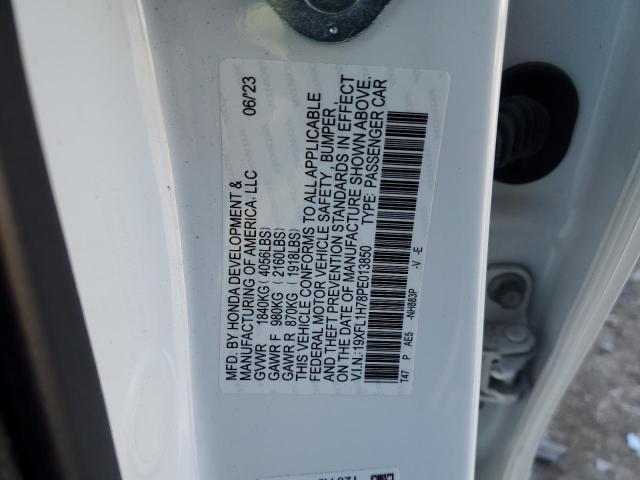 MFD. BY HONDA DEVELOPMENT & 06/23
MANUFACTURING OF AMERICA, LLC
GVWR 1840KG ( 4056LBS)
GAWR F 980KG ( 2160LBS)
GAWR R 870KG ( 1918LBS)
THIS VEHICLE CONFORMS TO ALL APPLICABLE
FEDERAL MOTOR VEHICLE SAFETY, BUMPER,
AND THEFT PREVENTION STANDARDS IN EFFECT
ON THE DATE OF MANUFACTURE SHOWN ABOVE.
V.I.N.:19XFL1H78PE013850 TYPE: PASSENGER CAR
T47 P AE5 -NH883P -V -E